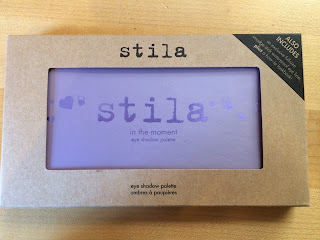 stila
ALSO
INCLUDES
stila
in the moment
eye shadow palette
eye shadow palette
ombres à paupières